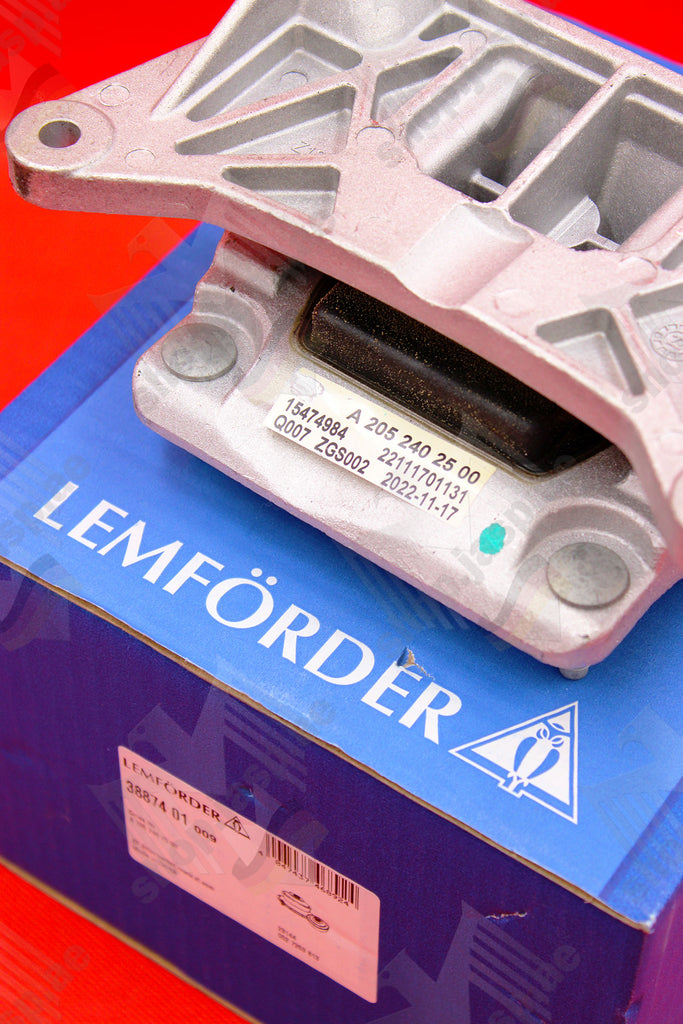 A 205 240 25 00
15474984 22111701131
Q007 ZGS002 2022-11-17
LEMFÖRDER
LEMFÖRDER
38874 01 009